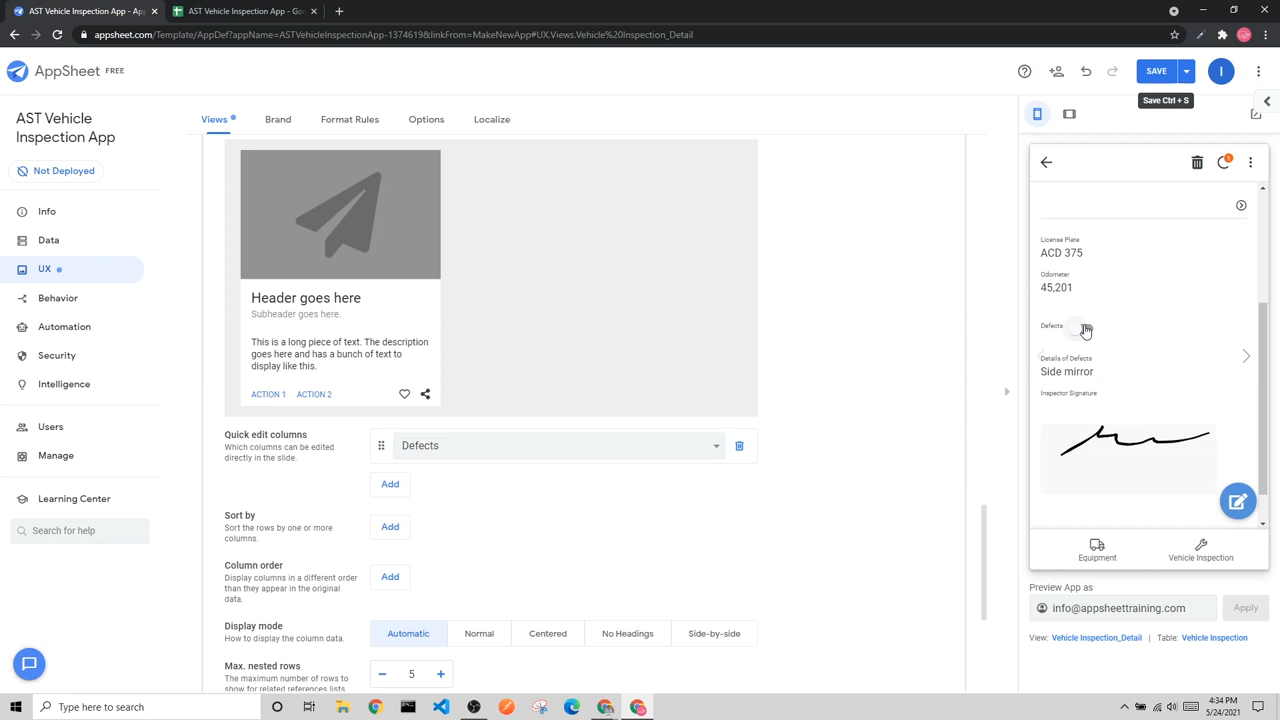 AST Vehicle Inspection App - App
AST Vehicle Inspection App - Goo
appsheet.com/Template/AppDef?appName=ASTVehicleInspectionApp-1374619&linkFrom=MakeNewApp#UX.Views.Vehicle%20Inspection_Detail
AppSheet FREE
SAVE
I
Save Ctrl + S
AST Vehicle
Inspection App
Not Deployed
Info
Data
UX
Behavior
Automation
Security
Intelligence
Users
Manage
Learning Center
Search for help
Views
Brand
Format Rules
Options
Localize
Header goes here
Subheader goes here.
This is a long piece of text. The description
goes here and has a bunch of text to
display like this.
ACTION 1 ACTION 2
Quick edit columns
Which columns can be edited
directly in the slide.
Defects
Add
Sort by
Sort the rows by one or more
columns.
Add
Column order
Display columns in a different order
than they appear in the original
data.
Add
Display mode
How to display the column data.
Automatic
Normal
Centered
No Headings
Side-by-side
Max. nested rows
The maximum number of rows to
show for related references lists
5
1
License Plate
ACD 375
Odometer
45,201
Defects
Details of Defects
Side mirror
Inspector Signature
Equipment
Vehicle Inspection
Preview App as
info@appsheettraining.com
Apply
View: Vehicle Inspection_Detail | Table: Vehicle Inspection
Type here to search
4:34 PM
5/24/2021